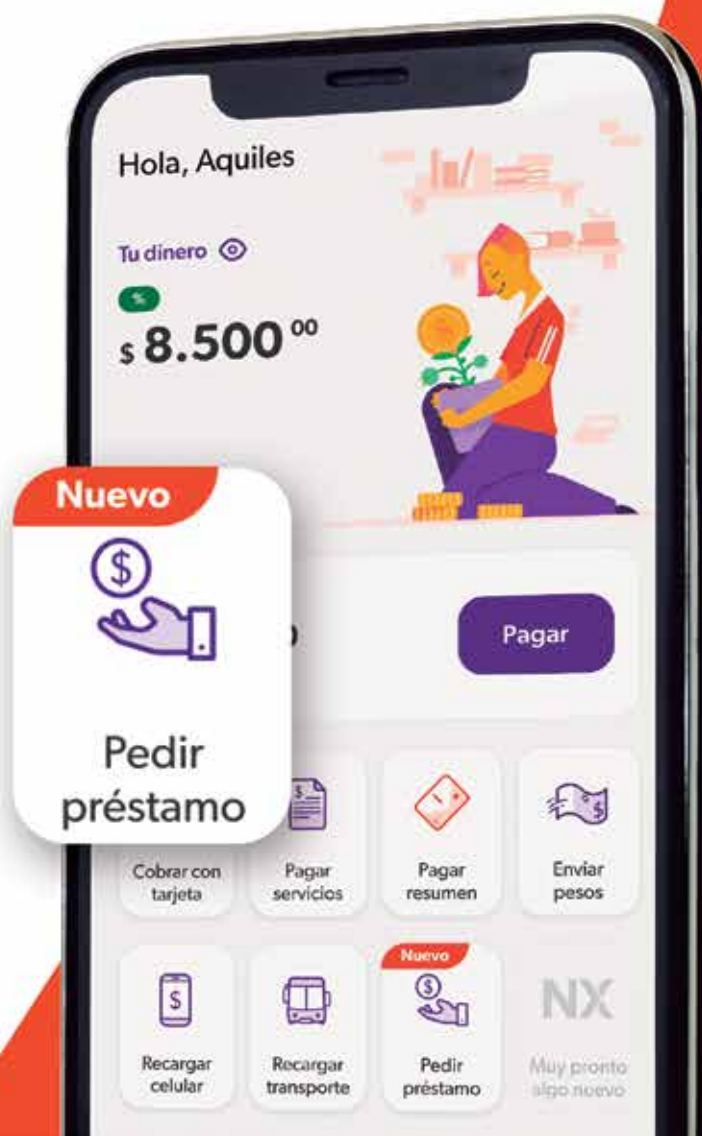 Hola, Aquiles
Tu dinero
%
$ 8.500 00
Nuevo
$
Pedir
préstamo
Pagar
$
$
Cobrar con
tarjeta
Pagar
servicios
Pagar
resumen
Enviar
pesos
$
Nuevo
$
NX
Recargar
celular
Recargar
transporte
Pedir
préstamo
Muy pronto
algo nuevo